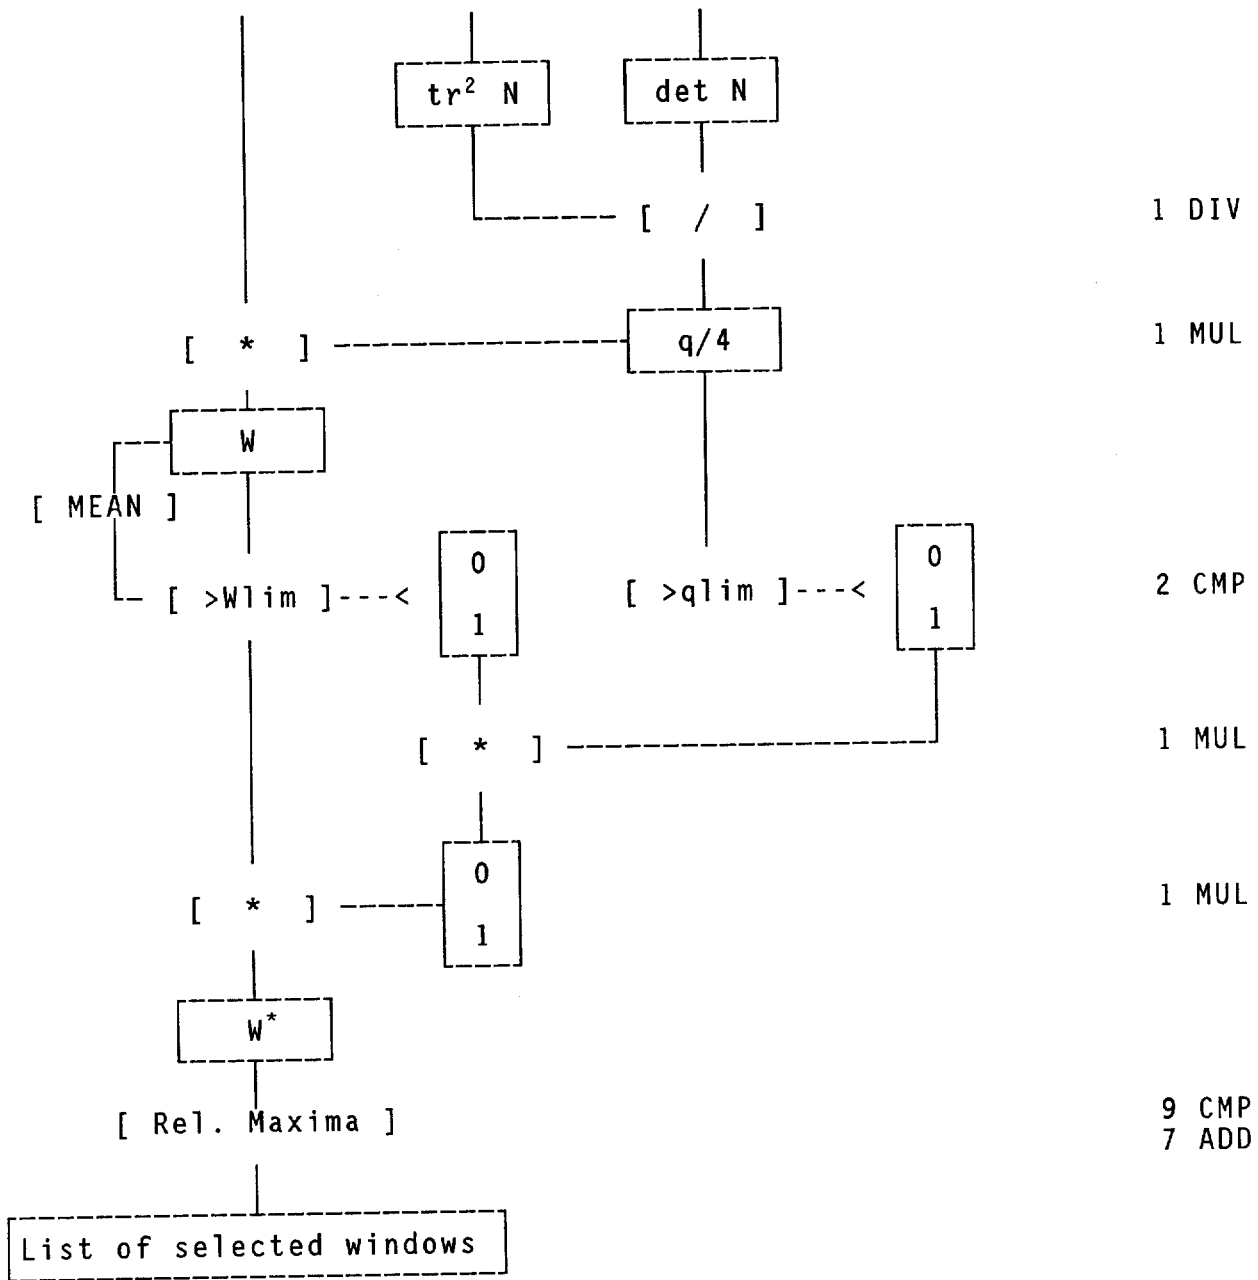 tr² N det N
[ / ] 1 DIV
[ * ] q/4 1 MUL
W
[ MEAN ]
0 0
[ >Wlim ]---< [ >qlim ]---< 2 CMP
1 1
[ * ] 1 MUL
0
[ * ] 1 MUL
1
W*
[ Rel. Maxima ] 9 CMP
7 ADD
List of selected windows